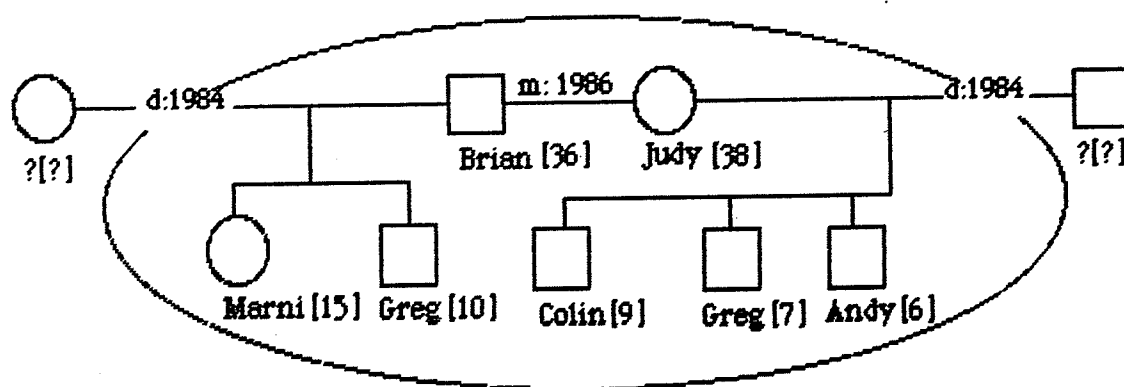 d:1984 m: 1986 d:1984
?[?] Brian [36] Judy [38] ?[?]
Marni [15] Greg [10] Colin [9] Greg [7] Andy [6]